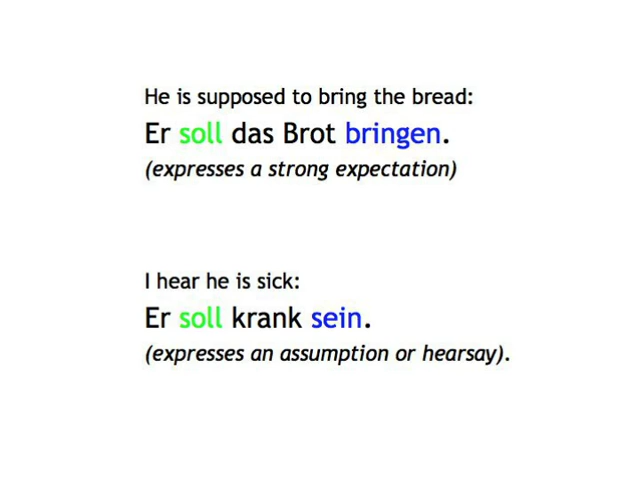 He is supposed to bring the bread:
Er soll das Brot bringen.
(expresses a strong expectation)
I hear he is sick:
Er soll krank sein.
(expresses an assumption or hearsay).